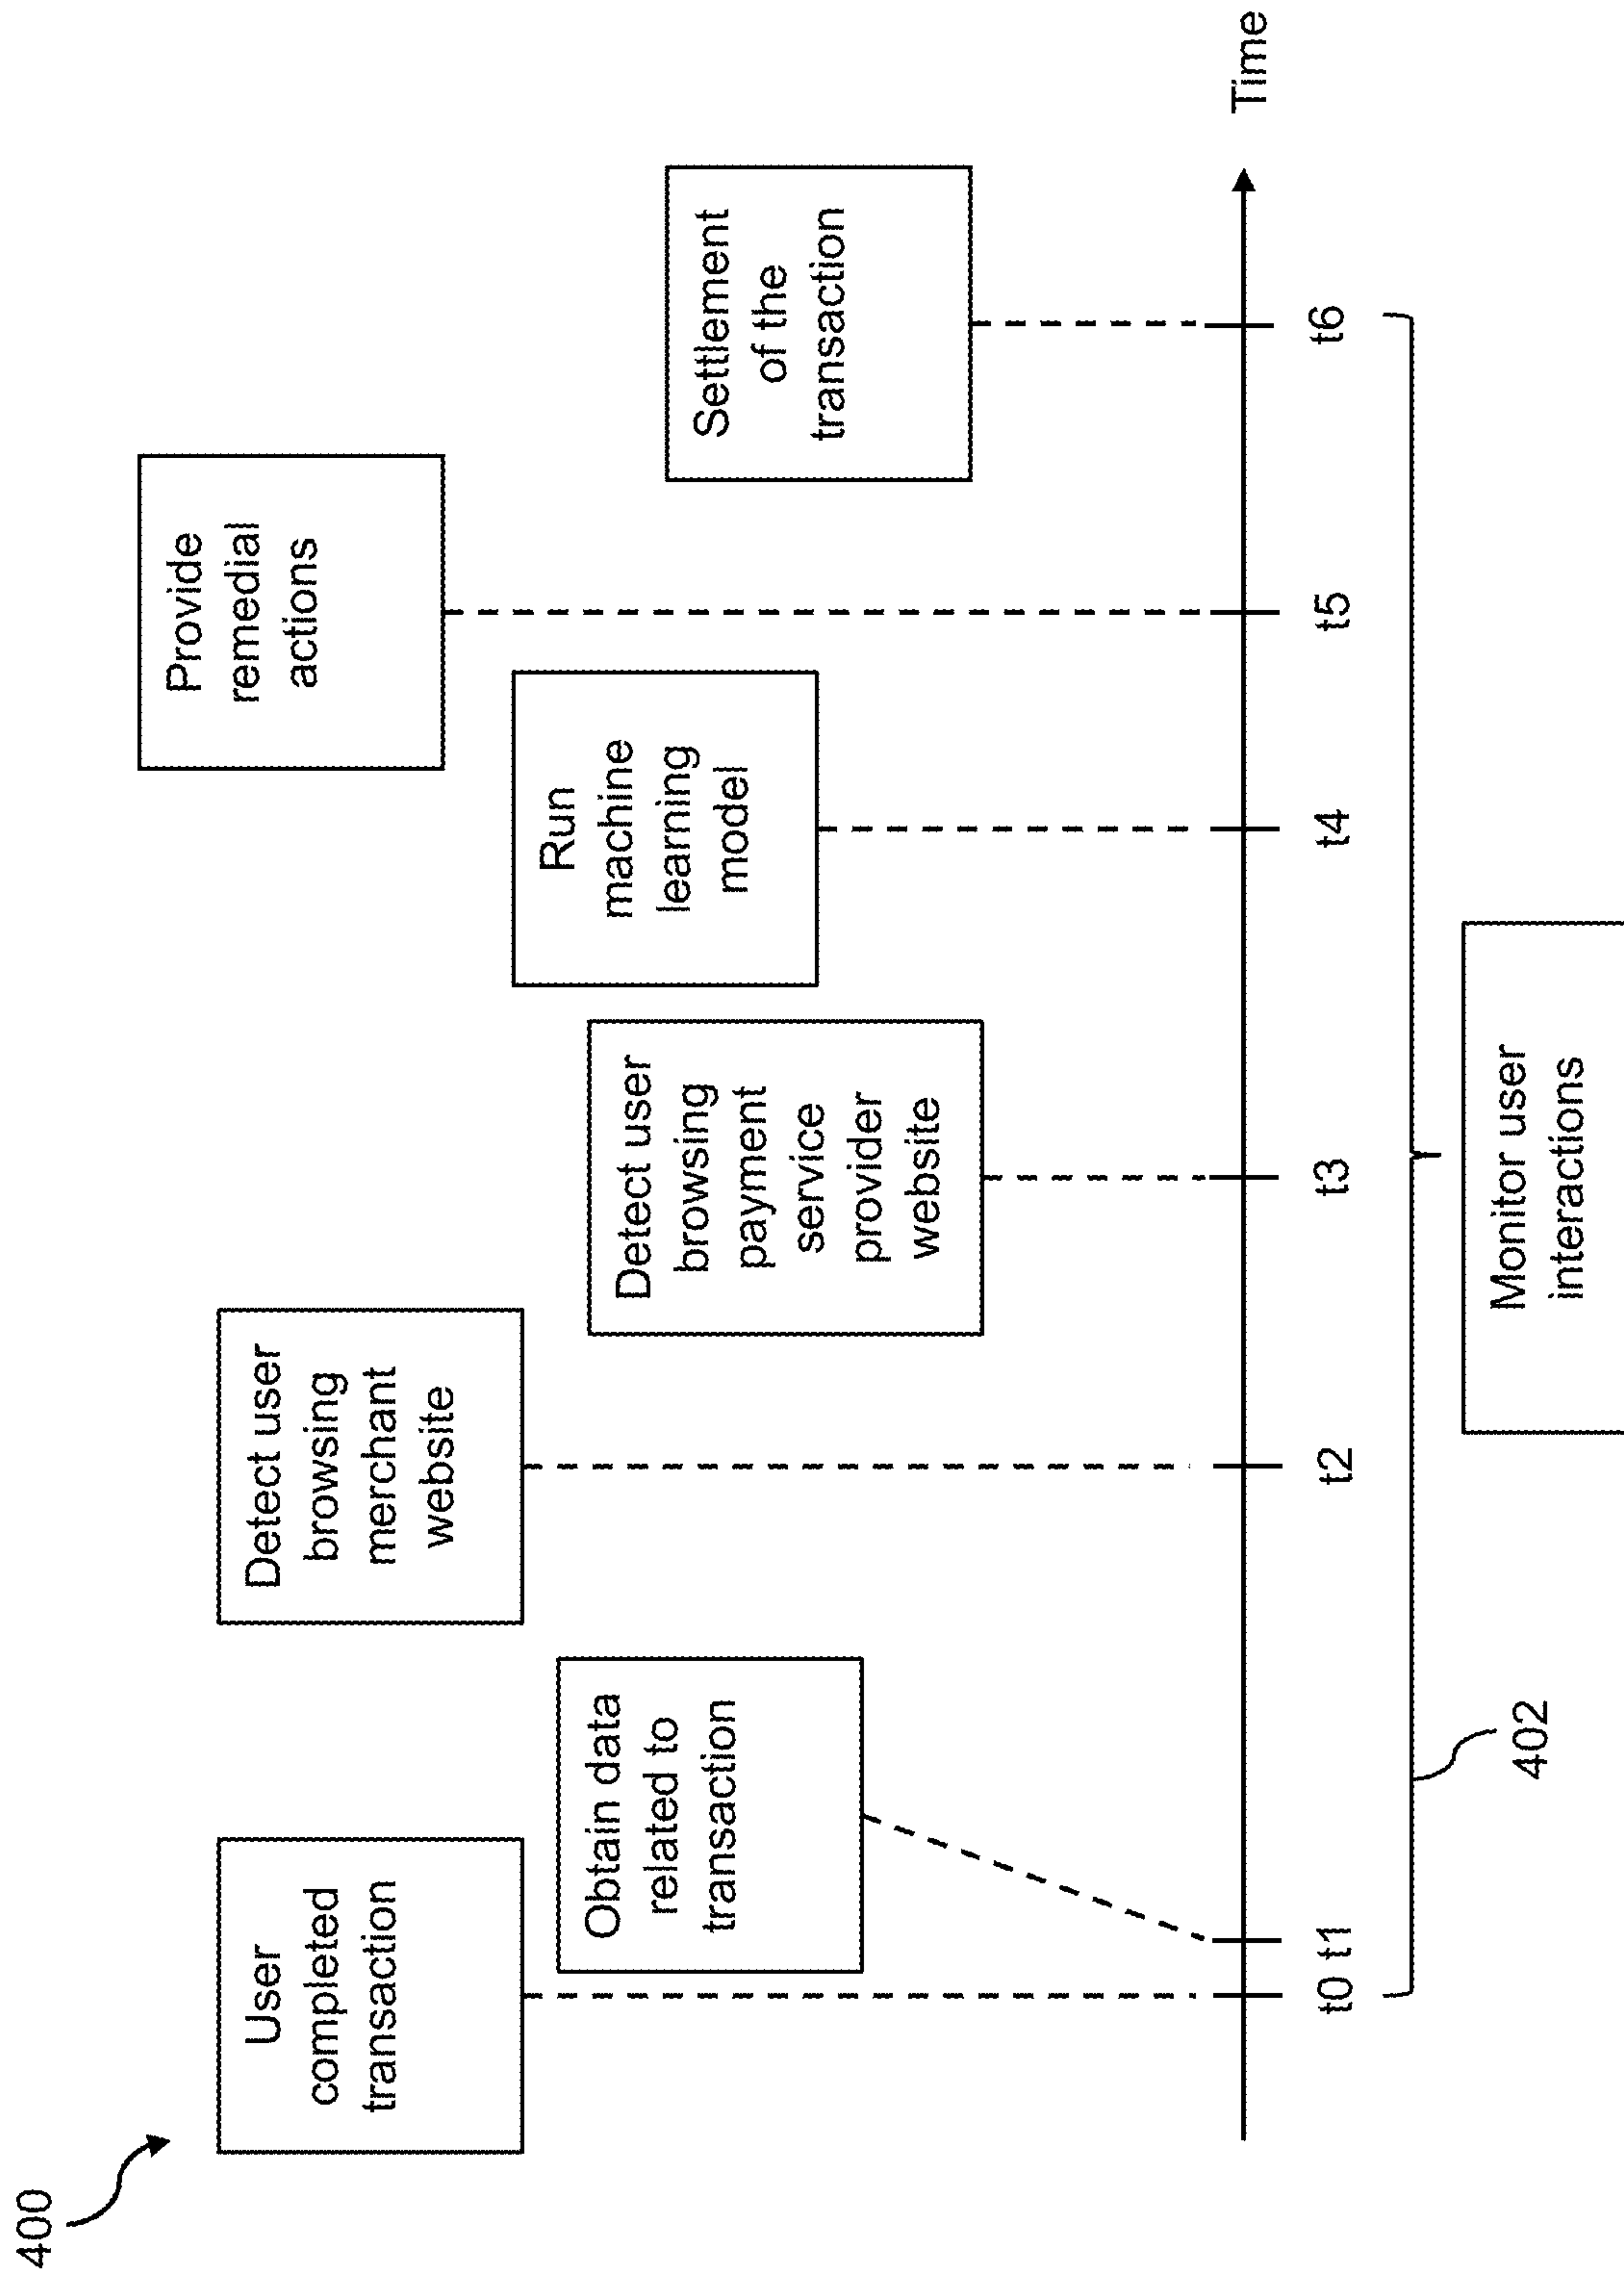 400
User
completed
transaction
Obtain data
related to
transaction
Detect user
browsing
merchant
website
Detect user
browsing
payment
service
provider
website
Run
machine
learning
model
Provide
remedial
actions
Settlement
of the
transaction
Time
t0 t1
t2
t3
t4
t5
t6
402
Monitor user
interactions